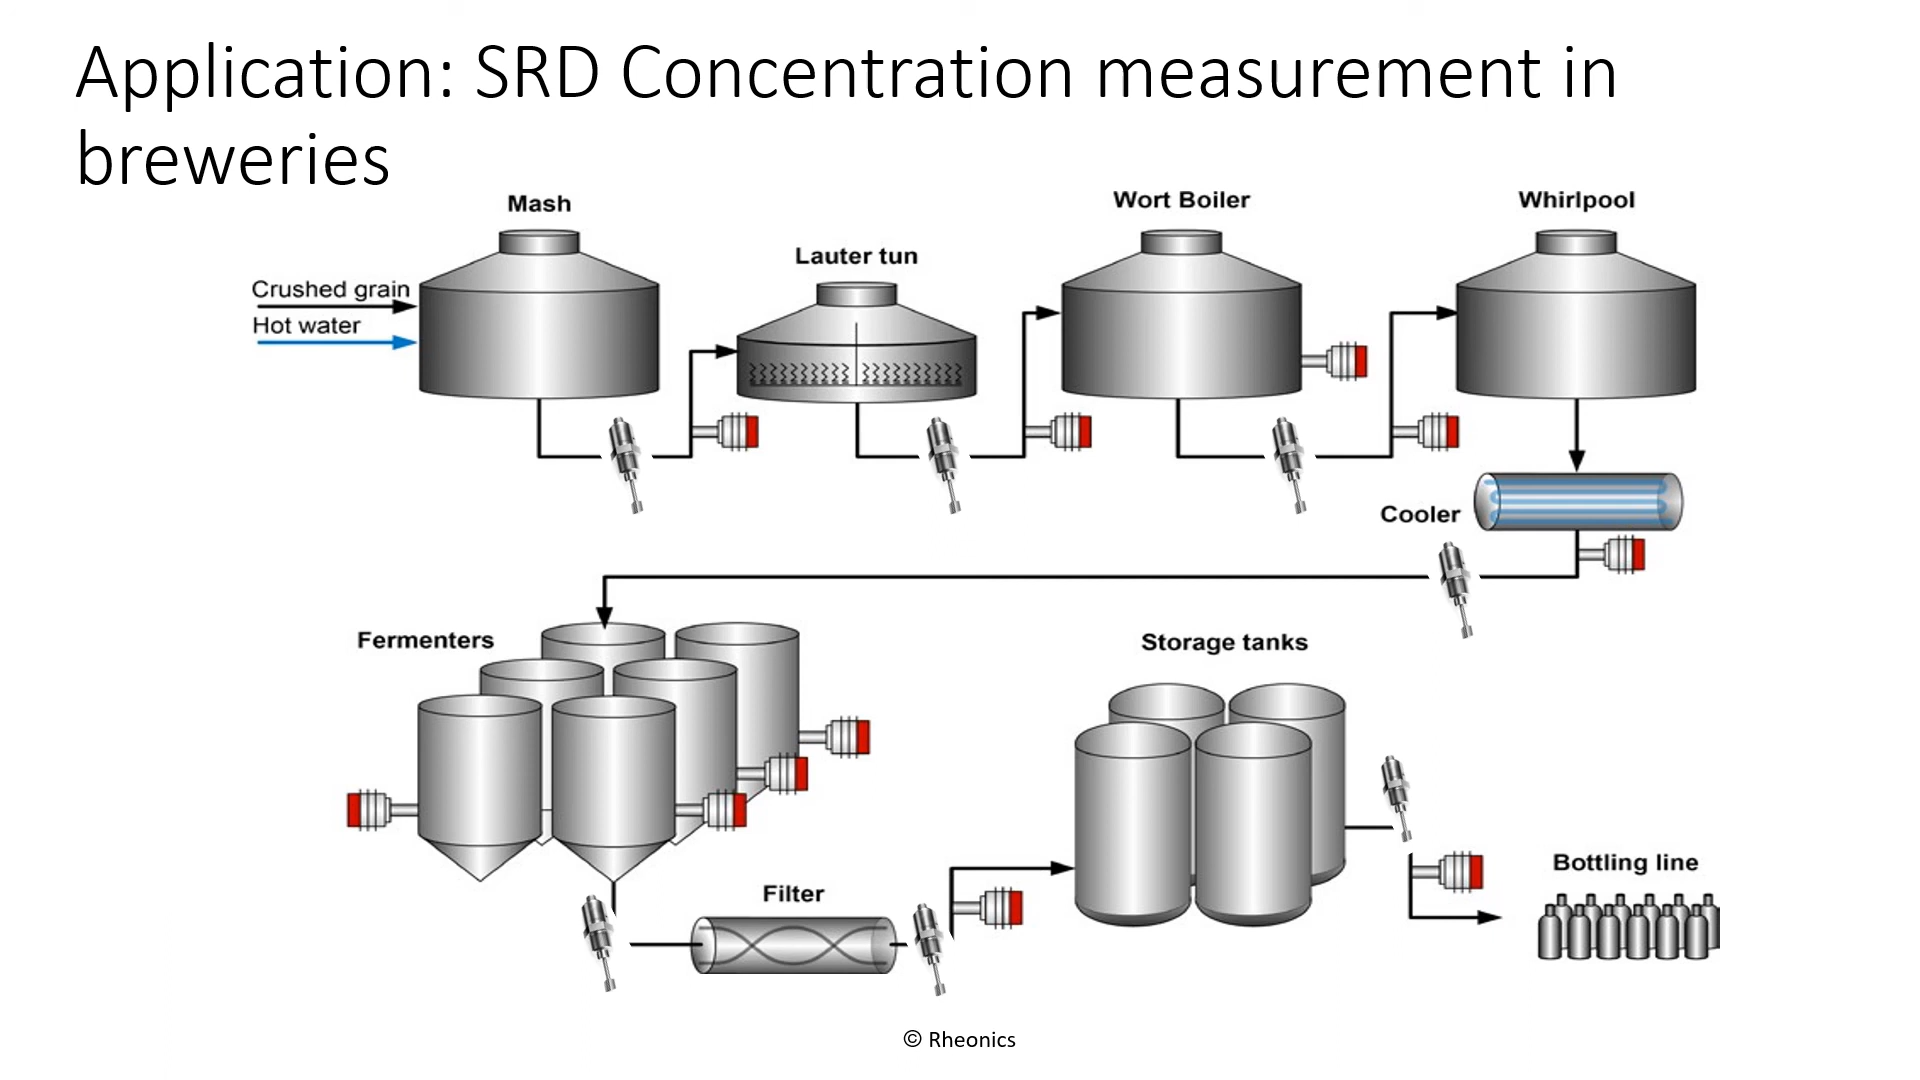 Application: SRD Concentration measurement in
breweries
Mash
Wort Boiler
Whirlpool
Lauter tun
Crushed grain
Hot water
Cooler
Fermenters
Storage tanks
Filter
Bottling line
© Rheonics